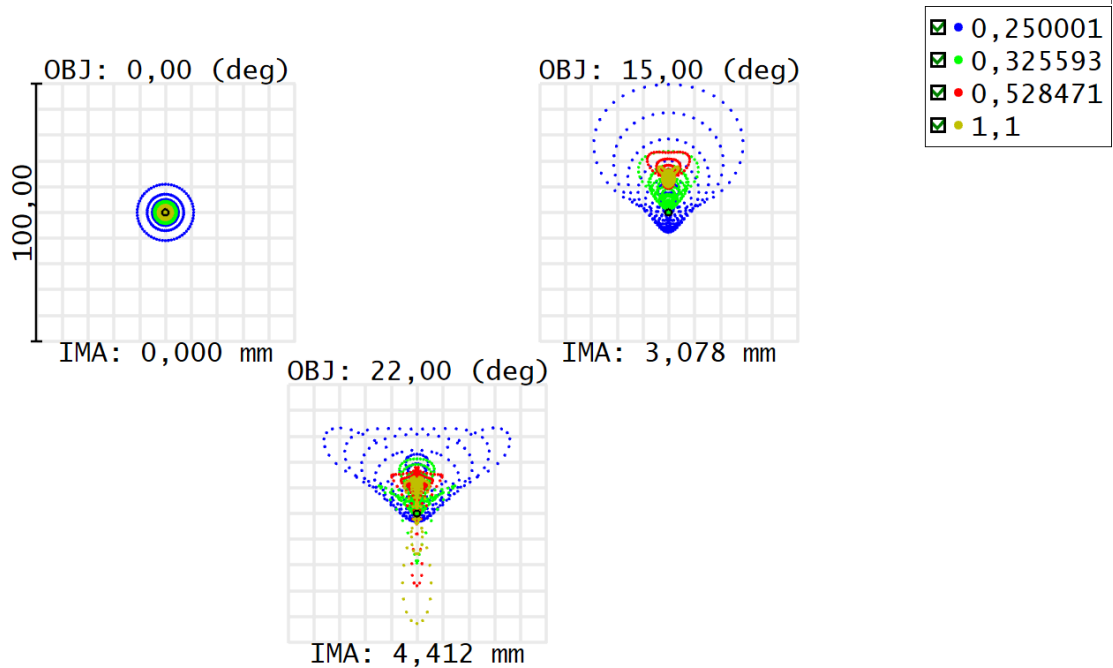 0,250001
0,325593
0,528471
1,1
OBJ: 0,00 (deg)
OBJ: 15,00 (deg)
100,00
IMA: 0,000 mm
IMA: 3,078 mm
OBJ: 22,00 (deg)
IMA: 4,412 mm